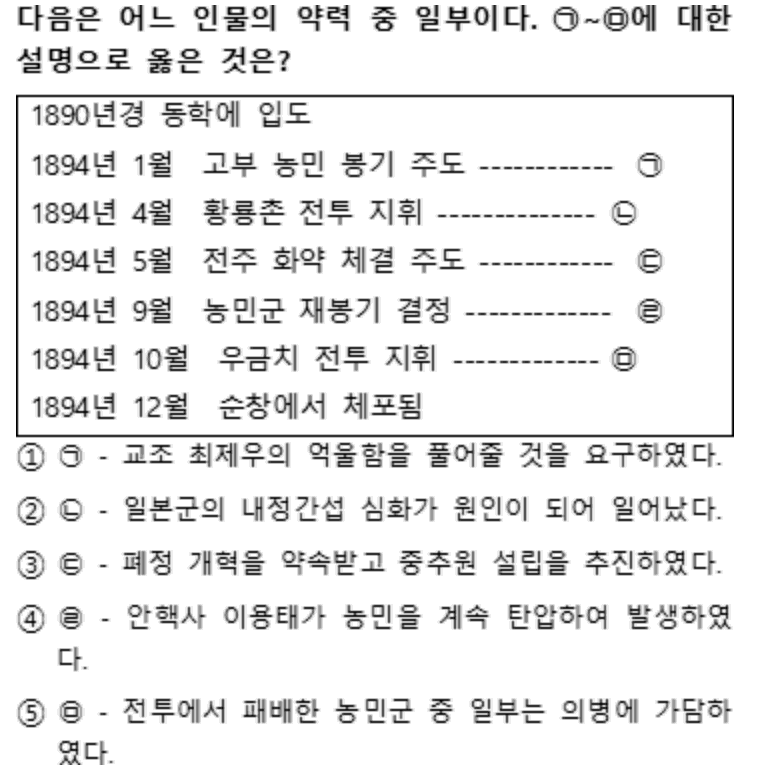 다음은 어느 인물의 약력 중 일부이다. ㉠~㉤에 대한
설명으로 옳은 것은?
1890년경 동학에 입도
1894년 1월 고부 농민 봉기 주도 ------------ ㉠
1894년 4월 황룡촌 전투 지휘 -------------- ㉡
1894년 5월 전주 화약 체결 주도 ------------ ㉢
1894년 9월 농민군 재봉기 결정 ------------- ㉣
1894년 10월 우금치 전투 지휘 ------------- ㉤
1894년 12월 순창에서 체포됨
① ㉠ - 교조 최제우의 억울함을 풀어줄 것을 요구하였다.
② ㉡ - 일본군의 내정간섭 심화가 원인이 되어 일어났다.
③ ㉢ - 폐정 개혁을 약속받고 중추원 설립을 추진하였다.
④ ㉣ - 안핵사 이용태가 농민을 계속 탄압하여 발생하였
다.
⑤ ㉤ - 전투에서 패배한 농민군 중 일부는 의병에 가담하
였다.